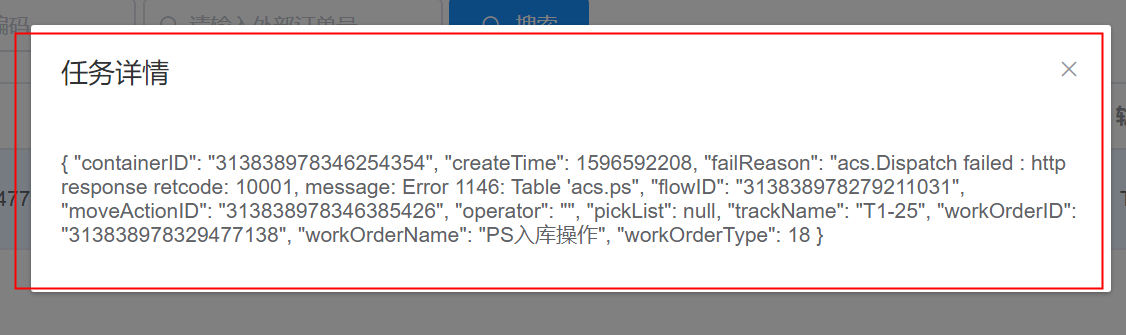 编码
请输入外部订单号
搜索
任务详情
{ "containerID": "313838978346254354", "createTime": 1596592208, "failReason": "acs.Dispatch failed : http
response retcode: 10001, message: Error 1146: Table 'acs.ps", "flowID": "313838978279211031",
477
"moveActionID": "313838978346385426", "operator": "", "pickList": null, "trackName": "T1-25", "workOrderID":
"313838978329477138", "workOrderName": "PS入库操作", "workOrderType": 18 }